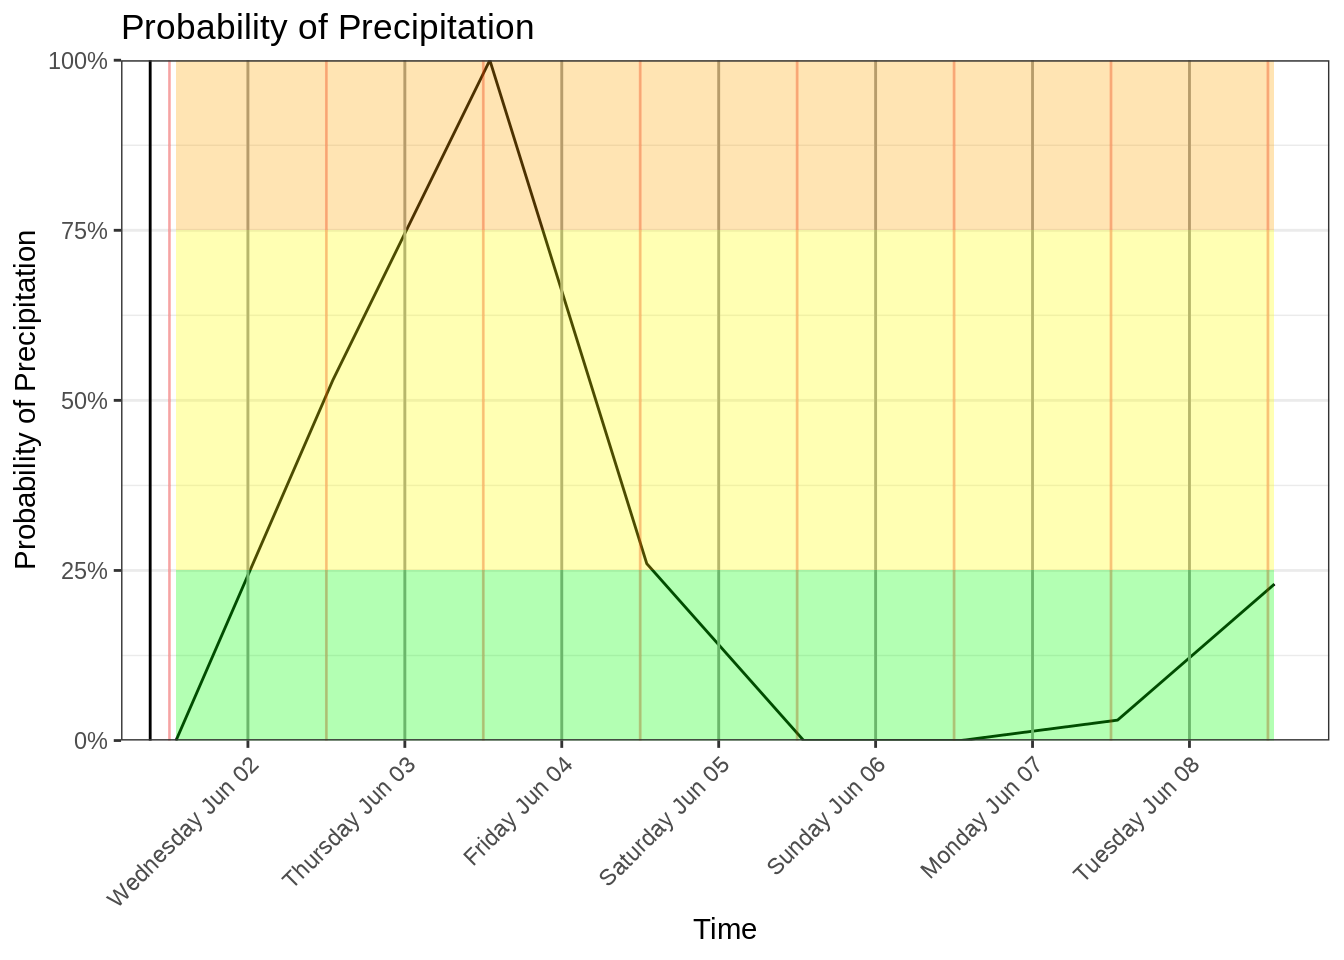 Probability of Precipitation
Probability of Precipitation
100%
75%
50%
25%
0%
Wednesday Jun 02
Thursday Jun 03
Friday Jun 04
Saturday Jun 05
Sunday Jun 06
Monday Jun 07
Tuesday Jun 08
Time